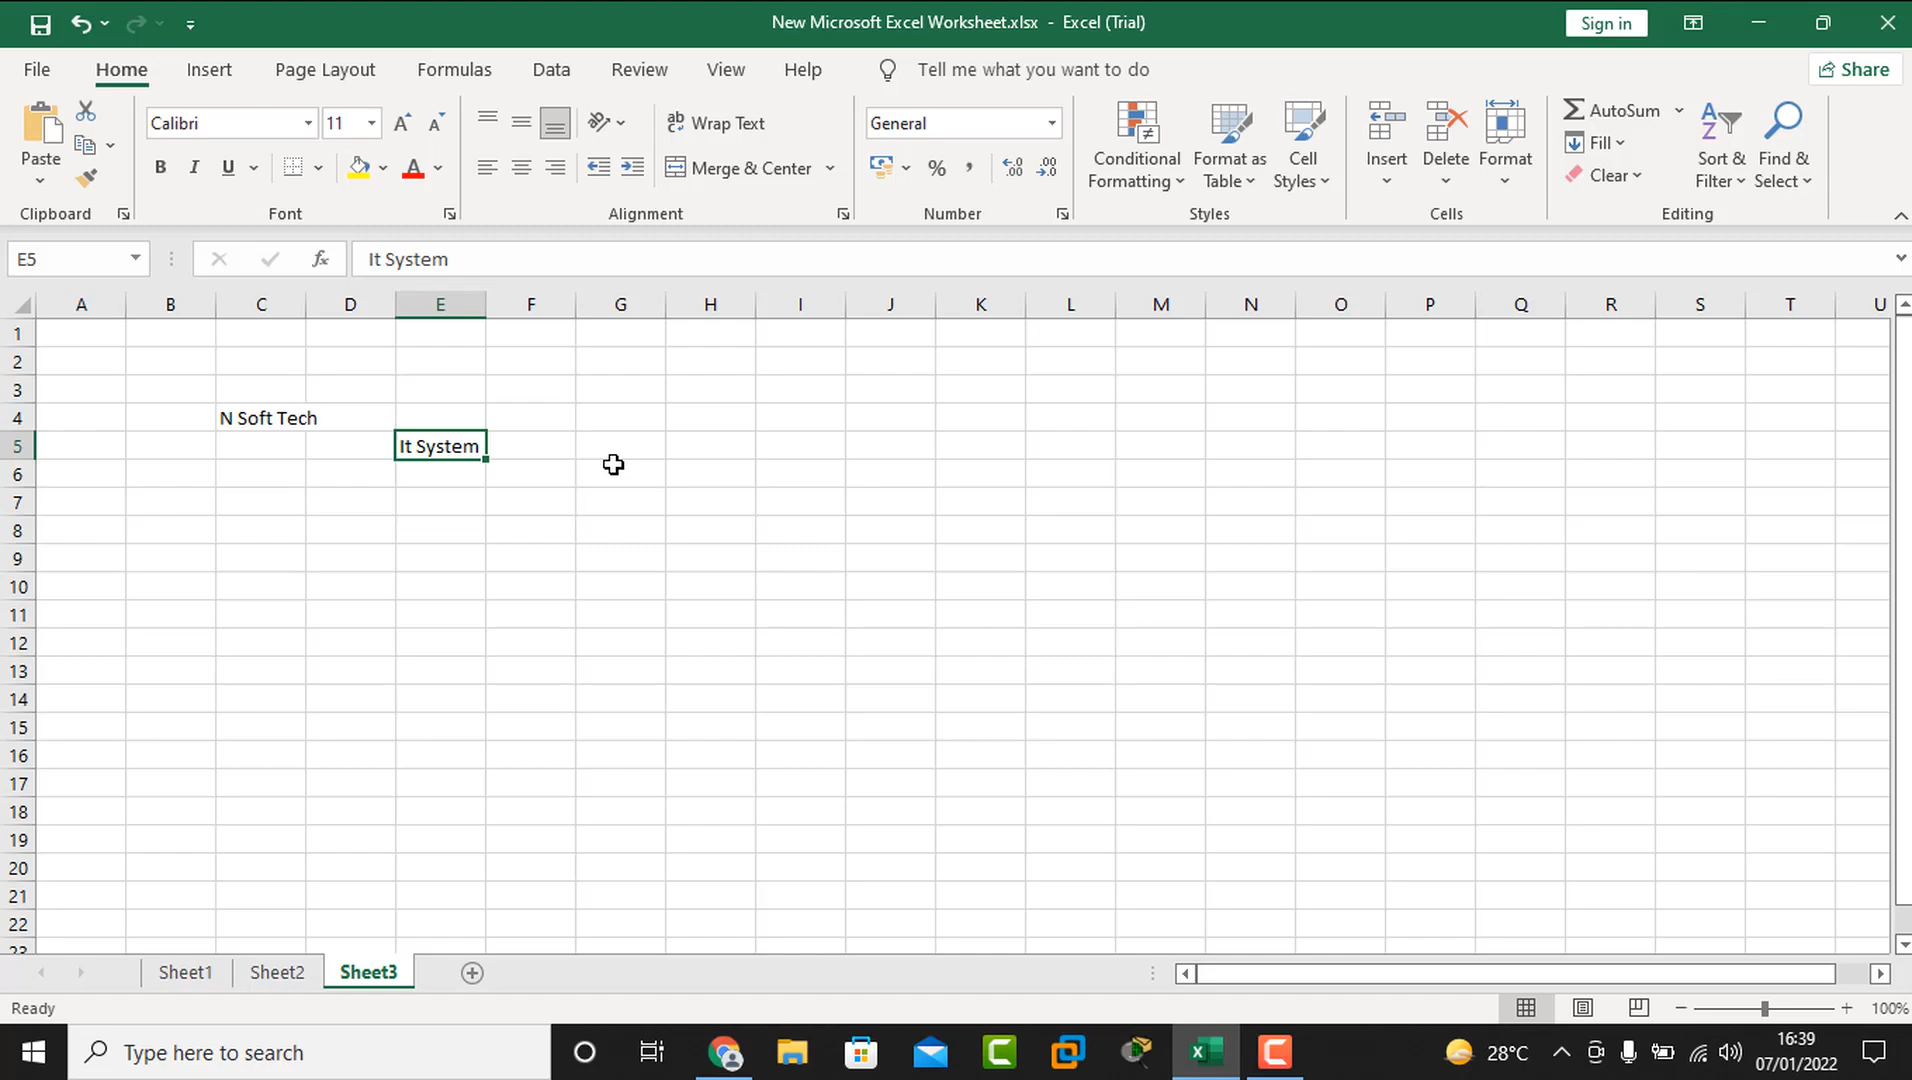 New Microsoft Excel Worksheet.xlsx - Excel (Trial)
Sign in
File Home Insert Page Layout Formulas Data Review View Help Tell me what you want to do Share
Paste
Clipboard
Calibri 11
B I U A
Font
ab Wrap Text
Merge & Center
Alignment
General
% ,
Number
Conditional Formatting
Format as Table
Cell Styles
Styles
Insert
Delete
Format
Cells
AutoSum
Fill
Clear
Sort & Filter
Find & Select
Editing
E5 fx It System
A B C D E F G H I J K L M N O P Q R S T U
1
2
3
4 N Soft Tech
5 It System
6
7
8
9
10
11
12
13
14
15
16
17
18
19
20
21
22
23
Sheet1 Sheet2 Sheet3
Ready 100%
Type here to search
28°C
16:39
07/01/2022